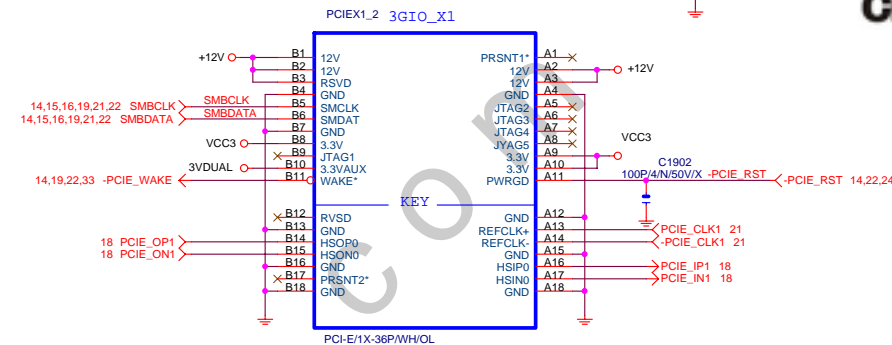 PCIEX1_2 3GIO_X1
+12V B1 12V PRSNT1* A1
B2 12V 12V A2 +12V
B3 RSVD 12V A3
B4 GND GND A4
14,15,16,19,21,22 SMBCLK SMBCLK B5 SMCLK JTAG2 A5
14,15,16,19,21,22 SMBDATA SMBDATA B6 SMDAT JTAG3 A6
B7 GND JTAG4 A7
VCC3 B8 3.3V JYAG5 A8 VCC3
B9 JTAG1 3.3V A9
3VDUAL B10 3.3VAUX 3.3V A10 C1902
14,19,22,33 -PCIE_WAKE B11 WAKE* PWRGD A11 100P/4/N/50V/X -PCIE_RST -PCIE_RST 14,22,24
KEY
B12 RVSD GND A12
B13 GND REFCLK+ A13 PCIE_CLK1 21
18 PCIE_OP1 B14 HSOP0 REFCLK- A14 -PCIE_CLK1 21
18 PCIE_ON1 B15 HSON0 GND A15
B16 GND HSIP0 A16 PCIE_IP1 18
B17 PRSNT2* HSIN0 A17 PCIE_IN1 18
B18 GND GND A18
PCI-E/1X-36P/WH/OL
com